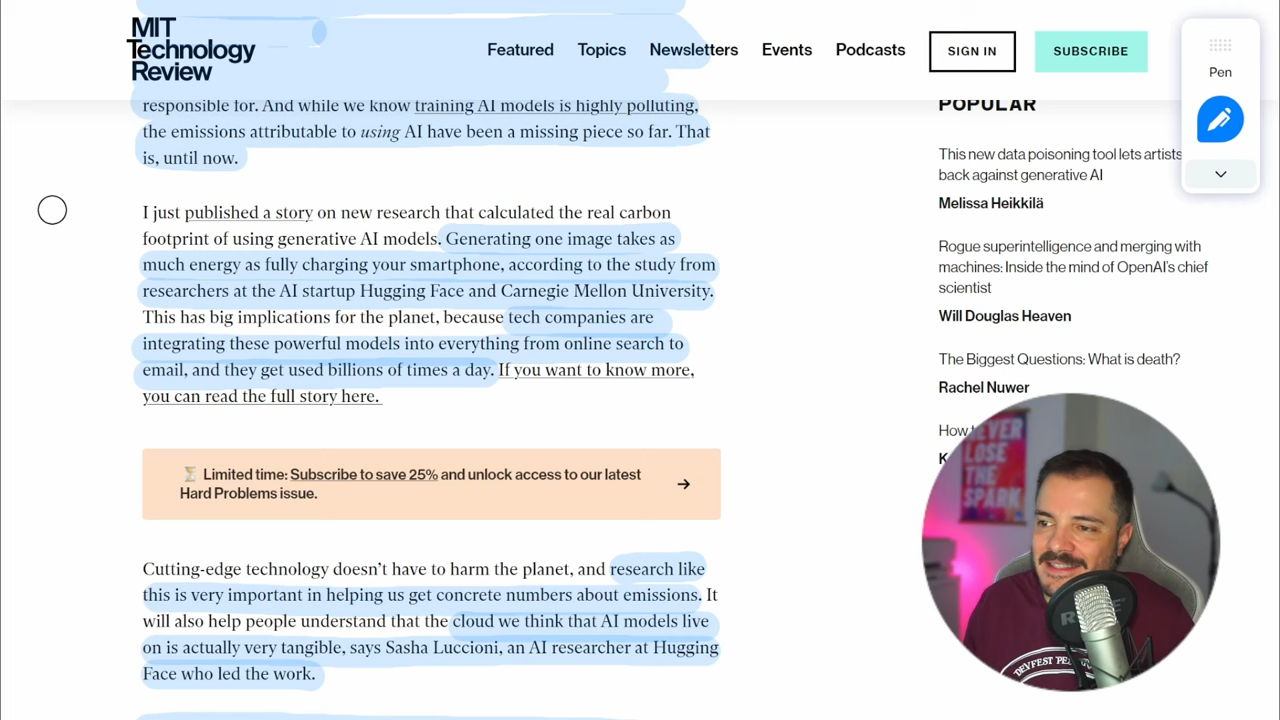 MIT
Technology
Review
Featured
Topics
Newsletters
Events
Podcasts
SIGN IN
SUBSCRIBE
Pen
responsible for. And while we know training AI models is highly polluting,
the emissions attributable to using AI have been a missing piece so far. That
is, until now.
I just published a story on new research that calculated the real carbon
footprint of using generative AI models. Generating one image takes as
much energy as fully charging your smartphone, according to the study from
researchers at the AI startup Hugging Face and Carnegie Mellon University.
This has big implications for the planet, because tech companies are
integrating these powerful models into everything from online search to
email, and they get used billions of times a day. If you want to know more,
you can read the full story here.
⏳ Limited time: Subscribe to save 25% and unlock access to our latest
Hard Problems issue.
→
Cutting-edge technology doesn't have to harm the planet, and research like
this is very important in helping us get concrete numbers about emissions. It
will also help people understand that the cloud we think that AI models live
on is actually very tangible, says Sasha Luccioni, an AI researcher at Hugging
Face who led the work.
POPULAR
This new data poisoning tool lets artists
back against generative AI
Melissa Heikkilä
Rogue superintelligence and merging with
machines: Inside the mind of OpenAI's chief
scientist
Will Douglas Heaven
The Biggest Questions: What is death?
Rachel Nuwer
How
NEVER
LOSE
THE
SPARK